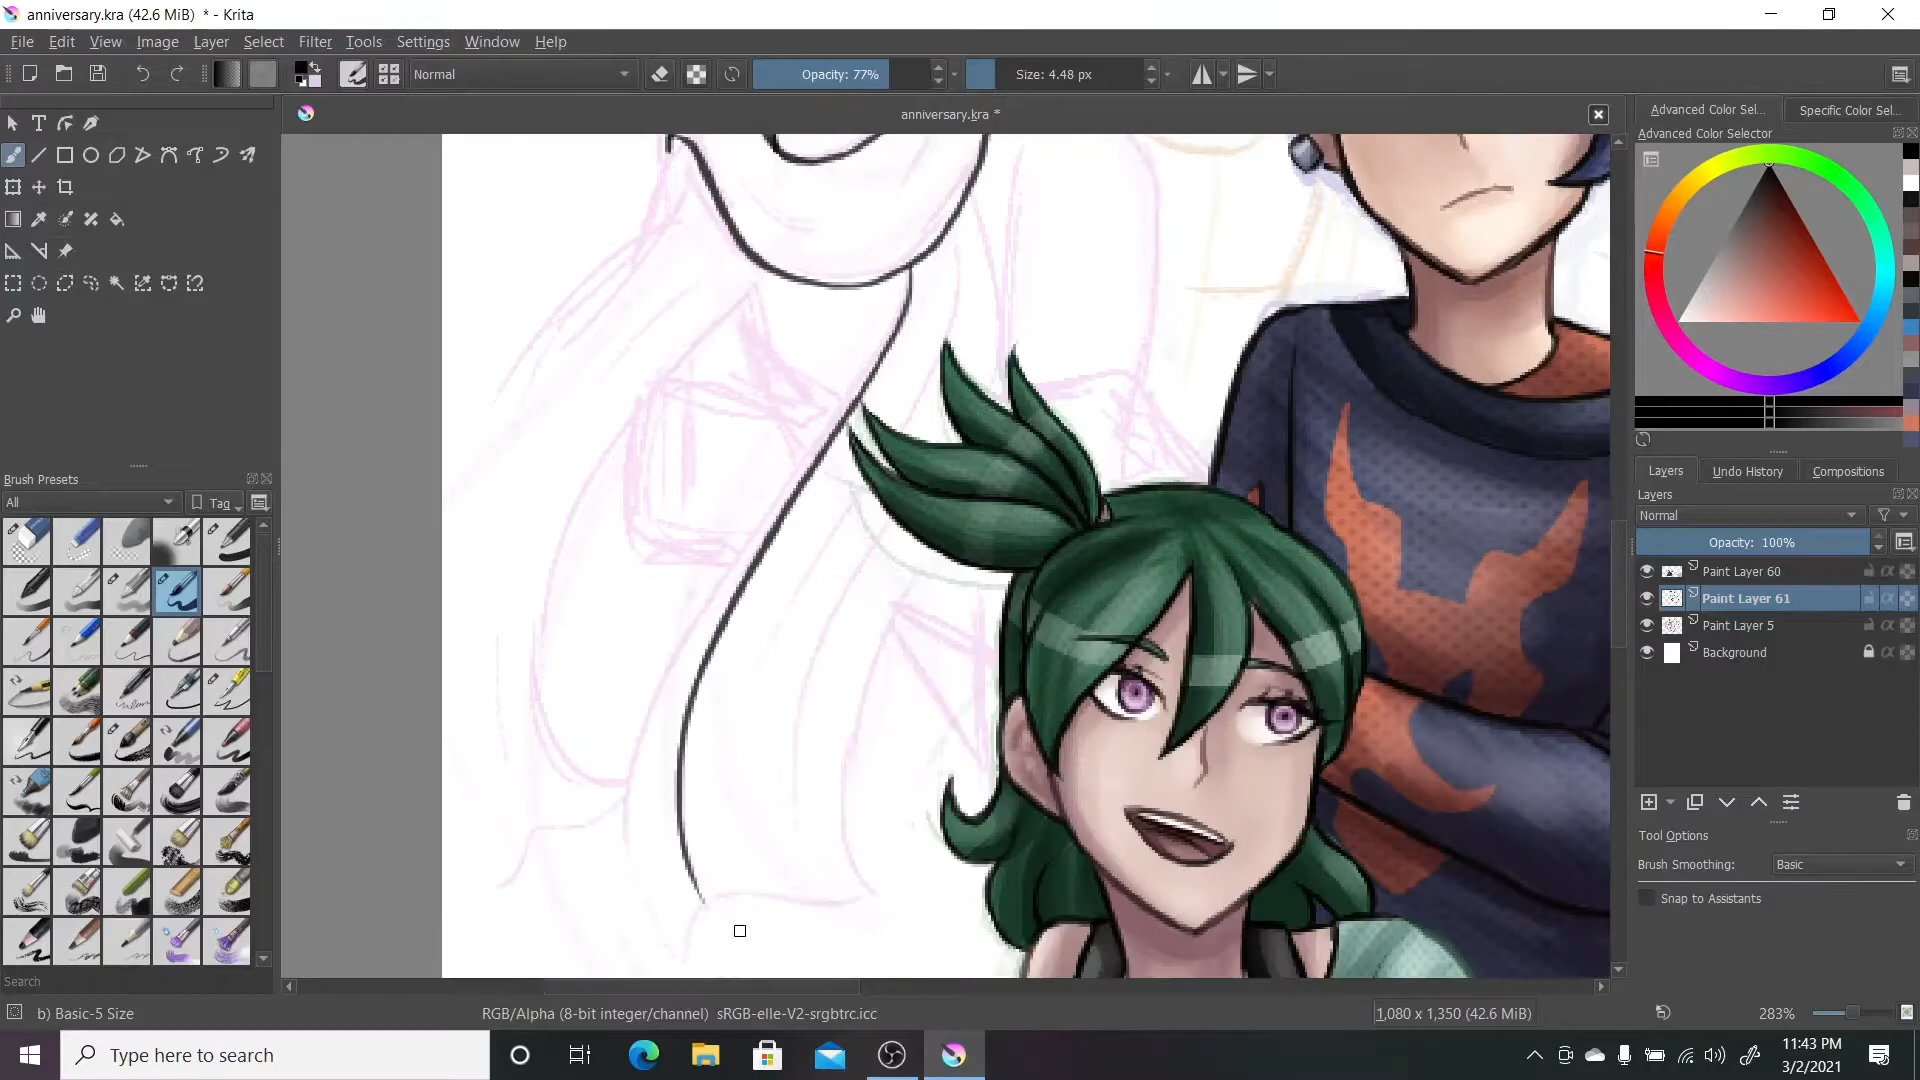 anniversary.kra (42.6 MiB)  * - Krita
File Edit View Image Layer Select Filter Tools Settings Window Help
Normal Opacity: 77% Size: 4.48 px
anniversary.kra *
Advanced Color Sel... Specific Color Sel...
Advanced Color Selector
Brush Presets
All Tag
Layers Undo History Compositions
Layers
Normal
Opacity: 100%
Paint Layer 60
Paint Layer 61
Paint Layer 5
Background
Tool Options
Brush Smoothing: Basic
Snap to Assistants
Search
b) Basic-5 Size
RGB/Alpha (8-bit integer/channel)  sRGB-elle-V2-srgbtrc.icc
1,080 x 1,350 (42.6 MiB)
283%
Type here to search
11:43 PM
3/2/2021